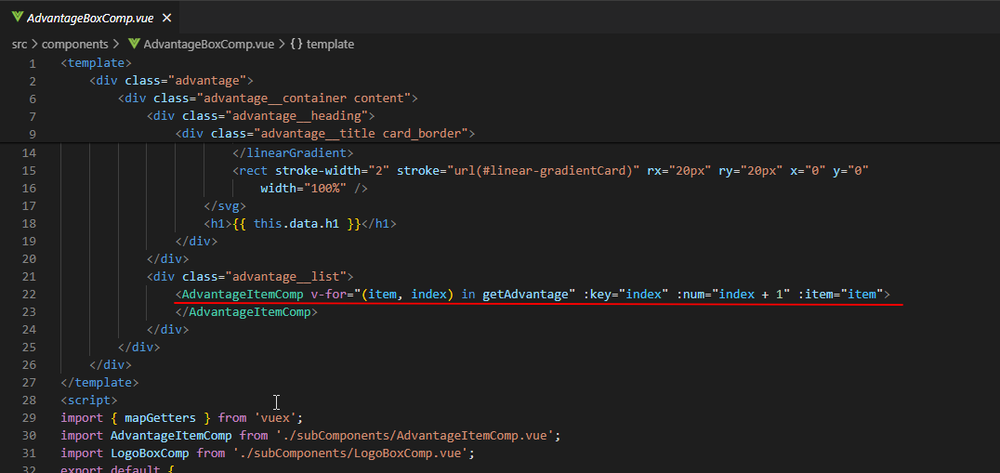 AdvantageBoxComp.vue ×
src > components > AdvantageBoxComp.vue > {} template
1 <template>
2 <div class="advantage">
6 <div class="advantage__container content">
7 <div class="advantage__heading">
9 <div class="advantage__title card_border">
14 </linearGradient>
15 <rect stroke-width="2" stroke="url(#linear-gradientCard)" rx="20px" ry="20px" x="0" y="0"
16 width="100%" />
17 </svg>
18 <h1>{{ this.data.h1 }}</h1>
19 </div>
20 </div>
21 <div class="advantage__list">
22 <AdvantageItemComp v-for="(item, index) in getAdvantage" :key="index" :num="index + 1" :item="item">
23 </AdvantageItemComp>
24 </div>
25 </div>
26 </div>
27 </template>
28 <script>
29 import { mapGetters } from 'vuex';
30 import AdvantageItemComp from './subComponents/AdvantageItemComp.vue';
31 import LogoBoxComp from './subComponents/LogoBoxComp.vue';
32 export default {